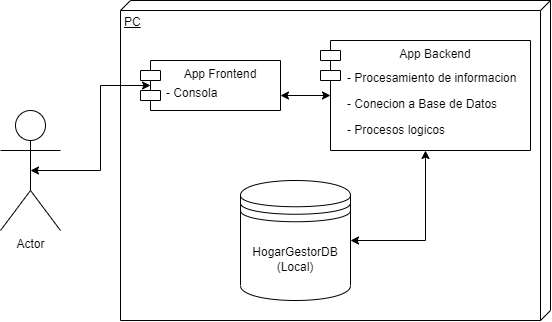 PC
App Frontend
- Consola
App Backend
- Procesamiento de informacion
- Conecion a Base de Datos
- Procesos logicos
Actor
HogarGestorDB
(Local)